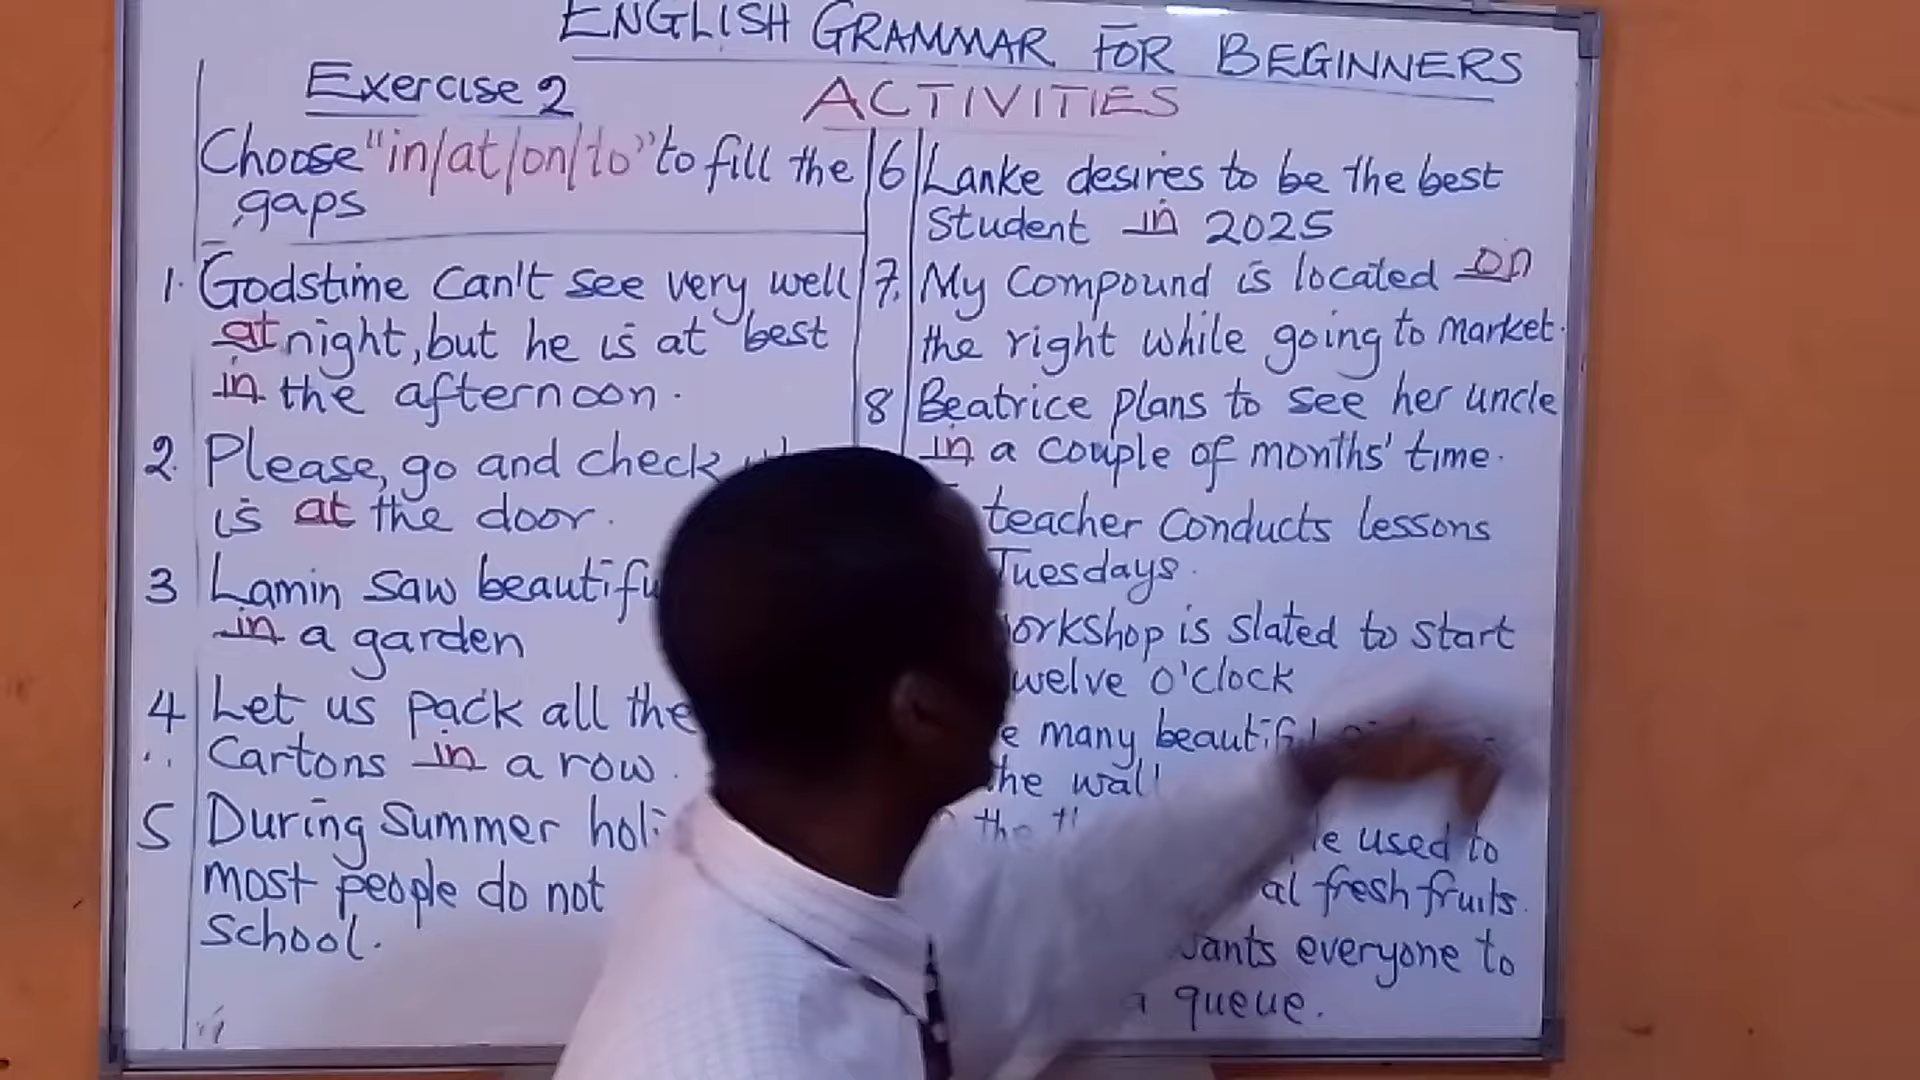 ENGLISH GRAMMAR FOR BEGINNERS
Exercise 2
ACTIVITIES
Choose "in/at/on/to" to fill the
gaps
1. Godstime can't see very well
at night, but he is at best
in the afternoon.
2. Please, go and check
is at the door.
3 Lamin saw
in a garden
4 Let us pack all the
Cartons in a row.
5 During summer
most people do not
school.
6 Lanke desires to be the best
student in 2025
7. My compound is located on
the right while going to market.
8 Beatrice plans to see her uncle
in a couple of months' time.
teacher conducts lessons
Tuesdays.
is slated to start
o'clock
many beautiful
the wall
the
used to
fresh fruits.
everyone to
a queue.